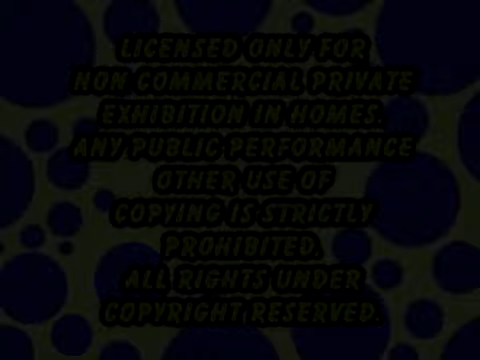 LICENSED ONLY FOR
NON COMMERCIAL PRIVATE
EXHIBITION IN HOMES.
ANY PUBLIC PERFORMANCE
OTHER USE OF
COPYING IS STRICTLY
PROHIBITED.
ALL RIGHTS UNDER
COPYRIGHT RESERVED.